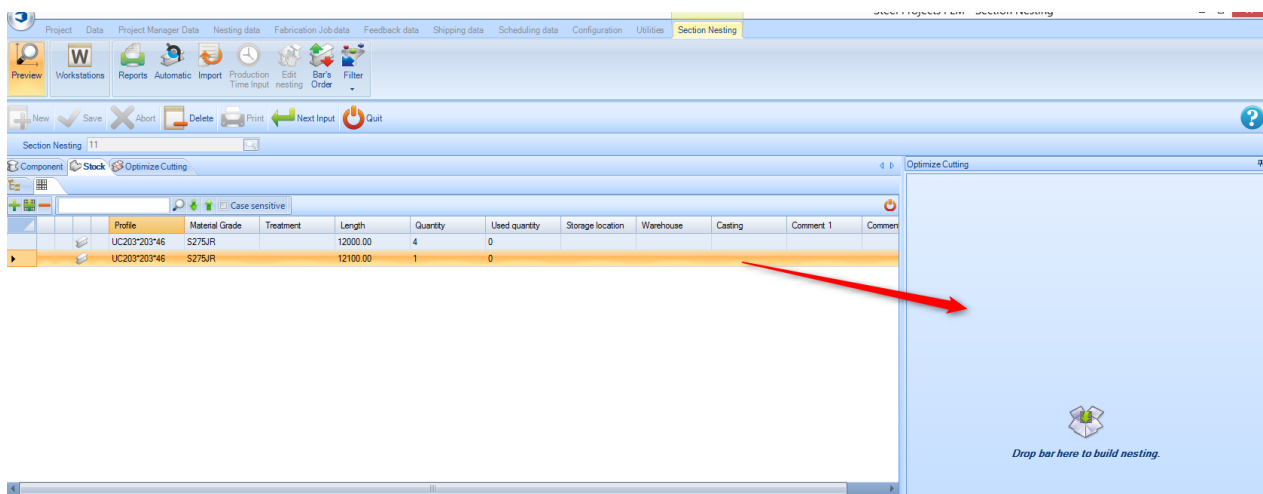 Steel Projects PLM - Section Nesting
Project Data Project Manager Data Nesting data Fabrication Job data Feedback data Shipping data Scheduling data Configuration Utilities Section Nesting
Preview Workstations Reports Automatic Import Production Time Input Edit nesting Bar's Order Filter
New Save Abort Delete Print Next Input Quit
Section Nesting 11
Component Stock Optimize Cutting
Optimize Cutting
Case sensitive
Profile Material Grade Treatment Length Quantity Used quantity Storage location Warehouse Casting Comment 1 Commen
UC203*203*46 S275JR 12000.00 4 0
UC203*203*46 S275JR 12100.00 1 0
Drop bar here to build nesting.